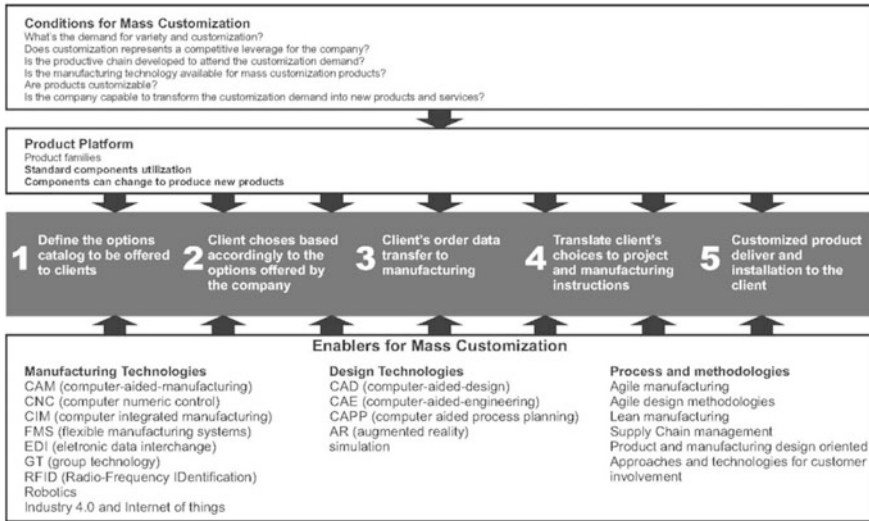 Conditions for Mass Customization
What's the demand for variety and customization?
Does customization represents a competitive leverage for the company?
Is the productive chain developed to attend the customization demand?
Is the manufacturing technology available for mass customization products?
Are products customizable?
Is the company capable to transform the customization demand into new products and services?
Product Platform
Product families
Standard components utilization
Components can change to produce new products
1
Define the options
catalog to be offered
to clients
2
Client choses based
accordingly to the
options offered by
the company
3
Client's order data
transfer to
manufacturing
4
Translate client's
choices to project
and manufacturing
instructions
5
Customized product
deliver and
installation to the
client
Enablers for Mass Customization
Manufacturing Technologies
CAM (computer-aided-manufacturing)
CNC (computer numeric control)
CIM (computer integrated manufacturing)
FMS (flexible manufacturing systems)
EDI (eletronic data interchange)
GT (group technology)
RFID (Radio-Frequency IDentification)
Robotics
Industry 4.0 and Internet of things
Design Technologies
CAD (computer-aided-design)
CAE (computer-aided-engineering)
CAPP (computer aided process planning)
AR (augmented reality)
simulation
Process and methodologies
Agile manufacturing
Agile design methodologies
Lean manufacturing
Supply Chain management
Product and manufacturing design oriented
Approaches and technologies for customer
involvement